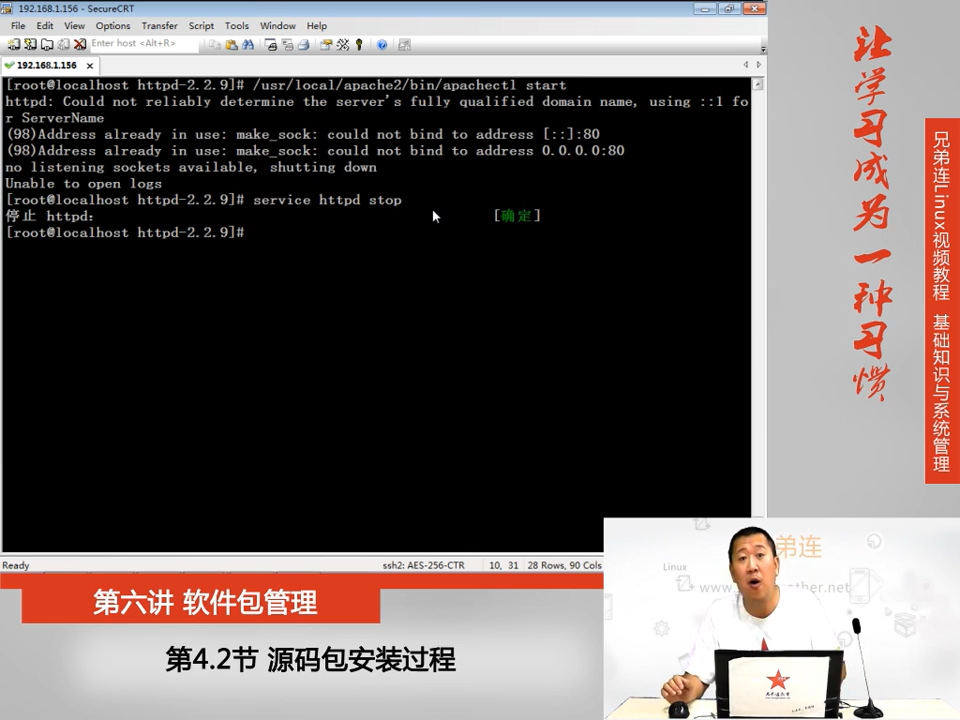 192.168.1.156 - SecureCRT
File Edit View Options Transfer Script Tools Window Help
Enter host <Alt+R>
192.168.1.156
[root@localhost httpd-2.2.9]# /usr/local/apache2/bin/apachectl start
httpd: Could not reliably determine the server's fully qualified domain name, using ::1 fo
r ServerName
(98)Address already in use: make_sock: could not bind to address [::]:80
(98)Address already in use: make_sock: could not bind to address 0.0.0.0:80
no listening sockets available, shutting down
Unable to open logs
[root@localhost httpd-2.2.9]# service httpd stop
停止 httpd: [确定]
[root@localhost httpd-2.2.9]#
Ready ssh2: AES-256-CTR 10, 31 28 Rows, 90 Cols
让学习成为一种习惯
兄弟连Linux视频教程 基础知识与系统管理
第六讲 软件包管理
第4.2节 源码包安装过程
弟连
Linux